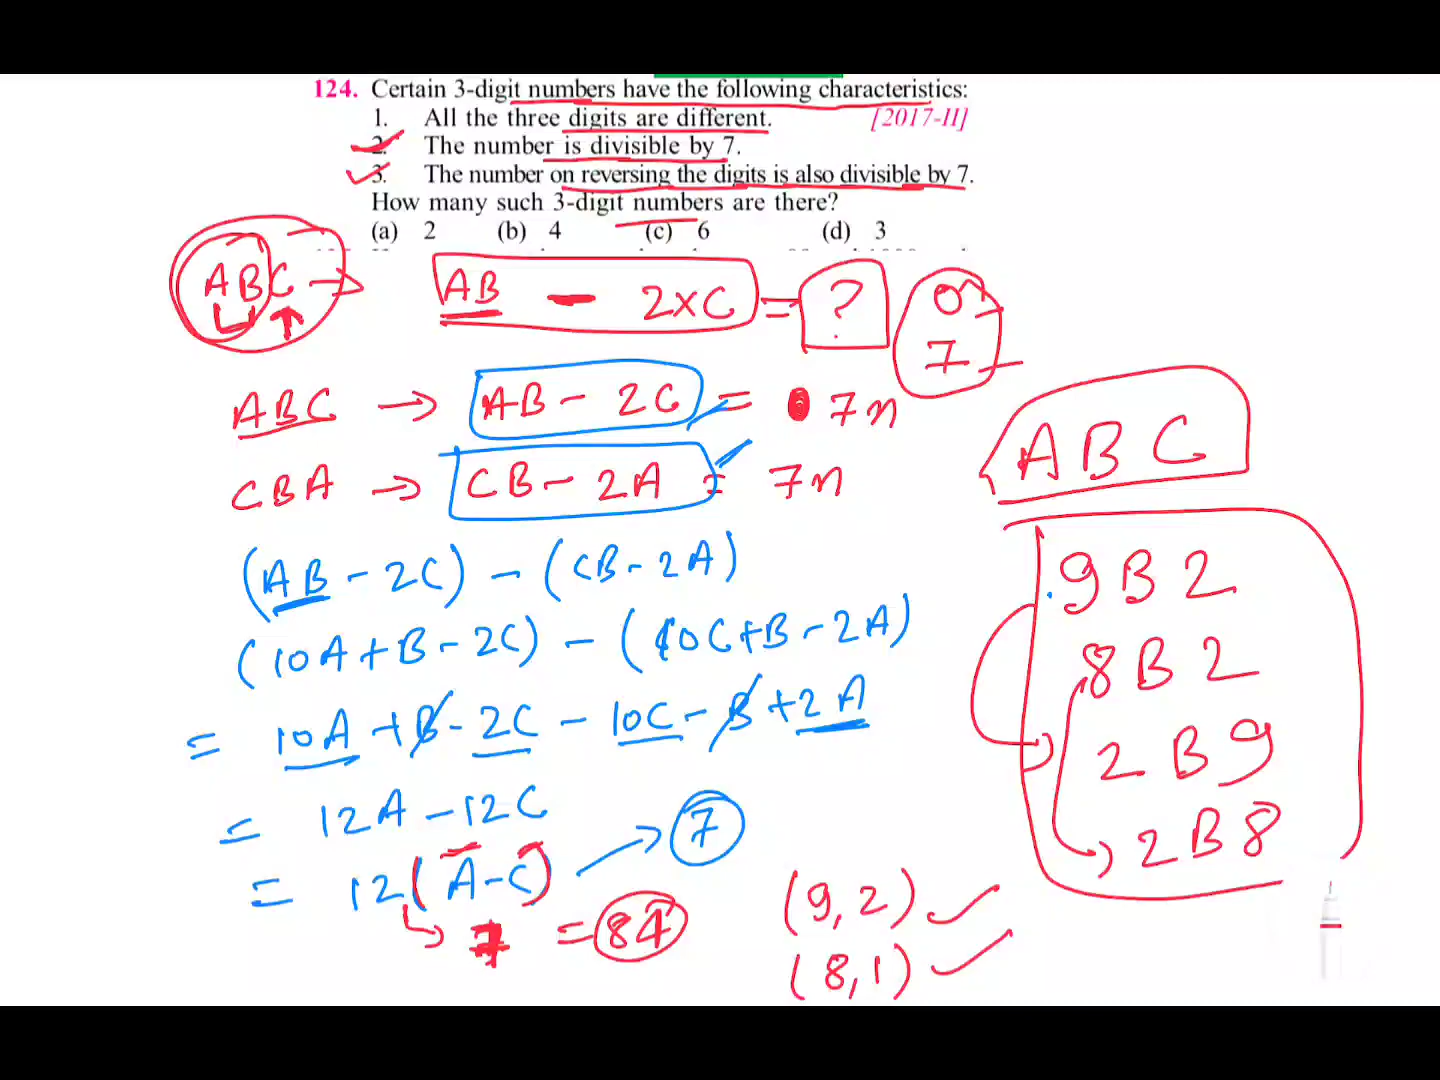 124. Certain 3-digit numbers have the following characteristics:
1. All the three digits are different. [2017-II]
2. The number is divisible by 7.
3. The number on reversing the digits is also divisible by 7.
How many such 3-digit numbers are there?
(a) 2 (b) 4 (c) 6 (d) 3
ABC → AB - 2×C = ? 0, 7
ABC → AB - 2C = 7n
CBA → CB - 2A = 7n
(AB - 2C) - (CB - 2A)
(10A + B - 2C) - (10C + B - 2A)
= 10A + B - 2C - 10C - B + 2A
= 12A - 12C
= 12(A - C) → 7
7 = 84
(9, 2)
(8, 1)
ABC
9B2
8B2
2B9
2B8